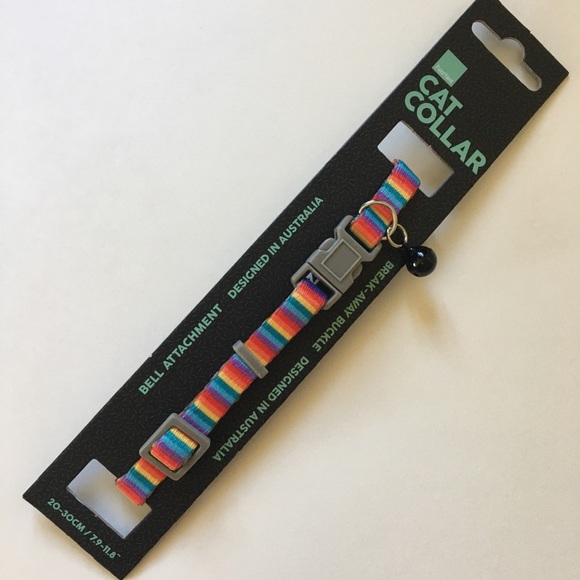 CAT
COLLAR
BELL ATTACHMENT DESIGNED IN AUSTRALIA
BREAK-AWAY BUCKLE DESIGNED IN AUSTRALIA
20-30CM / 7.9-11.8"